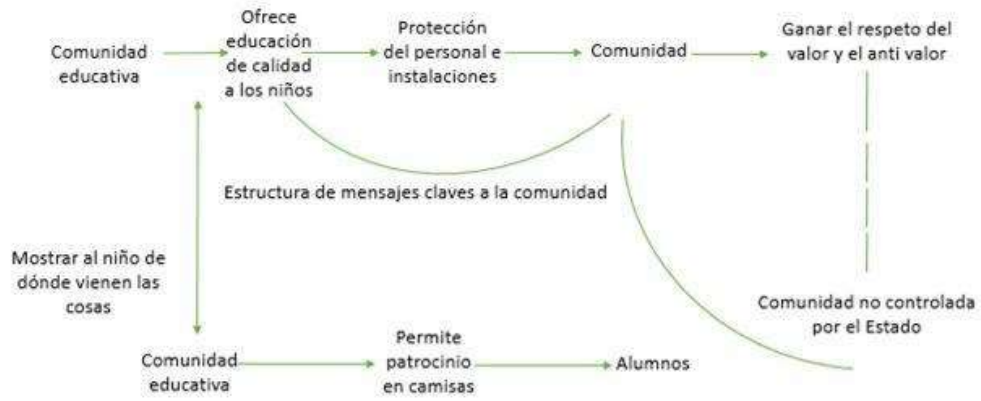 Comunidad
educativa
Ofrece
educación
de calidad
a los niños
Protección
del personal e
instalaciones
Comunidad
Ganar el respeto del
valor y el anti valor
Estructura de mensajes claves a la comunidad
Mostrar al niño de
dónde vienen las
cosas
Comunidad no controlada
por el Estado
Comunidad
educativa
Permite
patrocinio
en camisas
Alumnos